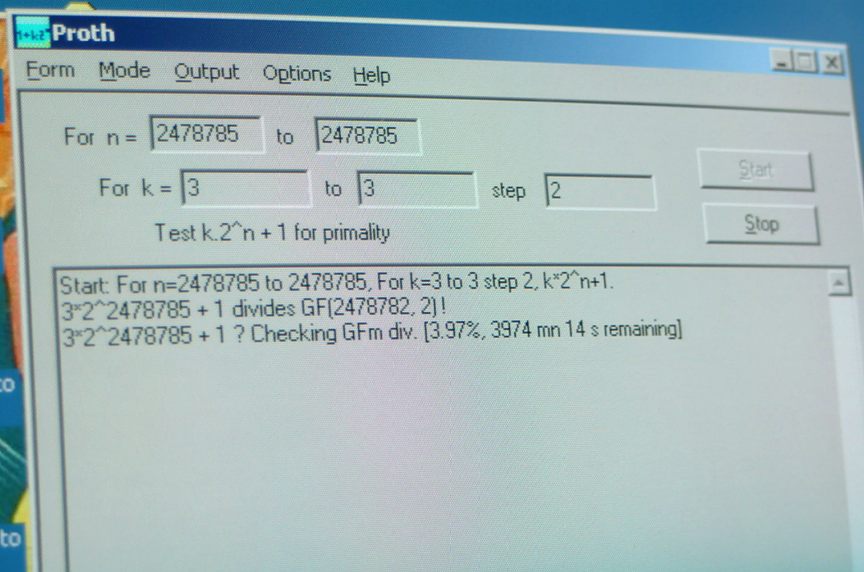 1+k2^
Proth
Form Mode Output Options Help
For n = 2478785 to 2478785
For k = 3 to 3 step 2
Start
Test k.2^n + 1 for primality
Stop
Start: For n=2478785 to 2478785, For k=3 to 3 step 2, k*2^n+1.
3*2^2478785 + 1 divides GF(2478782, 2) !
3*2^2478785 + 1 ? Checking GFm div. [3.97%, 3974 mn 14 s remaining]
to
to